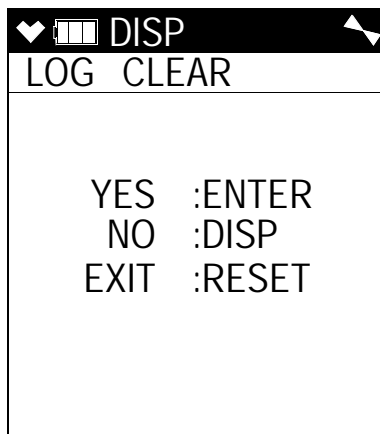 DISP
LOG CLEAR
YES :ENTER
NO :DISP
EXIT :RESET